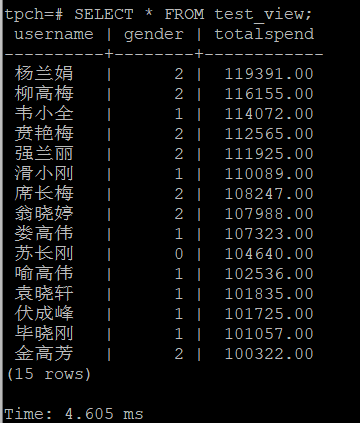 tpch=# SELECT * FROM test_view;
 username | gender | totalspend
----------+--------+------------
 杨兰娟   |      2 |  119391.00
 柳高梅   |      2 |  116155.00
 韦小全   |      1 |  114072.00
 贲艳梅   |      2 |  112565.00
 强兰丽   |      2 |  111925.00
 滑小刚   |      1 |  110089.00
 席长梅   |      2 |  108247.00
 翁晓婷   |      2 |  107988.00
 娄高伟   |      1 |  107323.00
 苏长刚   |      0 |  104640.00
 喻高伟   |      1 |  102536.00
 袁晓轩   |      1 |  101835.00
 伏成峰   |      1 |  101725.00
 毕晓刚   |      1 |  101057.00
 金高芳   |      2 |  100322.00
(15 rows)
Time: 4.605 ms